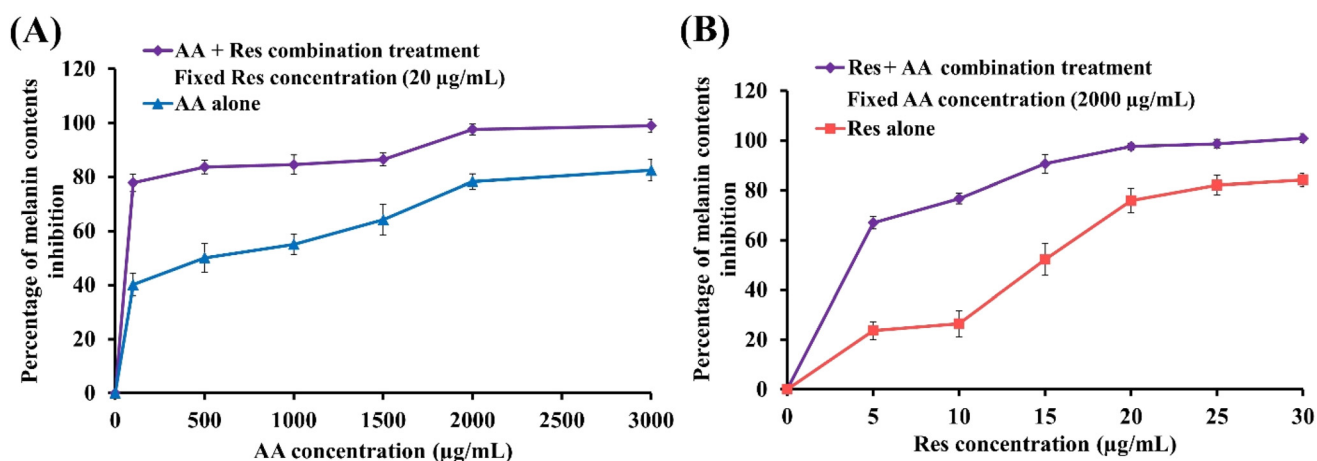 (A)
AA + Res combination treatment
Fixed Res concentration (20 µg/mL)
AA alone
Percentage of melanin contents
inhibition
120
100
80
60
40
20
0
0 500 1000 1500 2000 2500 3000
AA concentration (µg/mL)
(B)
Res+ AA combination treatment
Fixed AA concentration (2000 µg/mL)
Res alone
Percentage of melanin contents
inhibition
120
100
80
60
40
20
0
0 5 10 15 20 25 30
Res concentration (µg/mL)